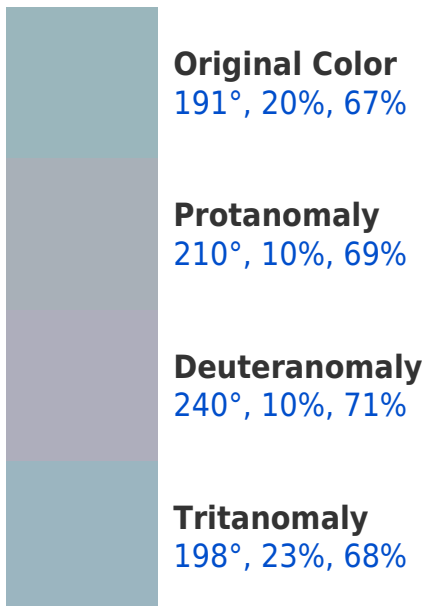 Original Color
191°, 20%, 67%
Protanomaly
210°, 10%, 69%
Deuteranomaly
240°, 10%, 71%
Tritanomaly
198°, 23%, 68%